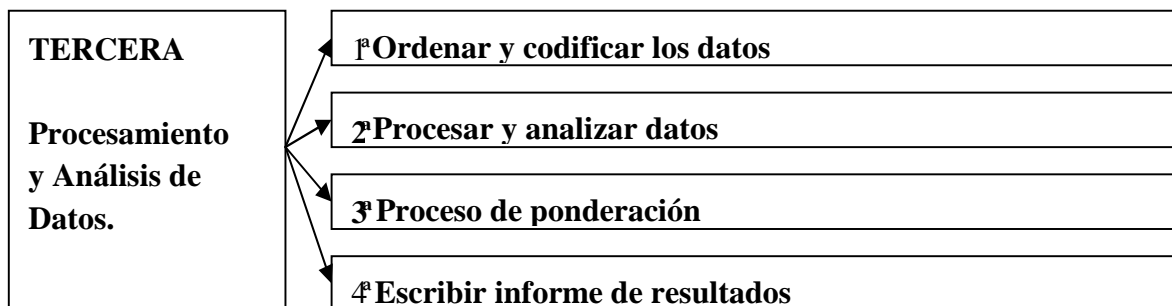 TERCERA
Procesamiento
y Análisis de
Datos.
1ª Ordenar y codificar los datos
2ª Procesar y analizar datos
3ª Proceso de ponderación
4ª Escribir informe de resultados